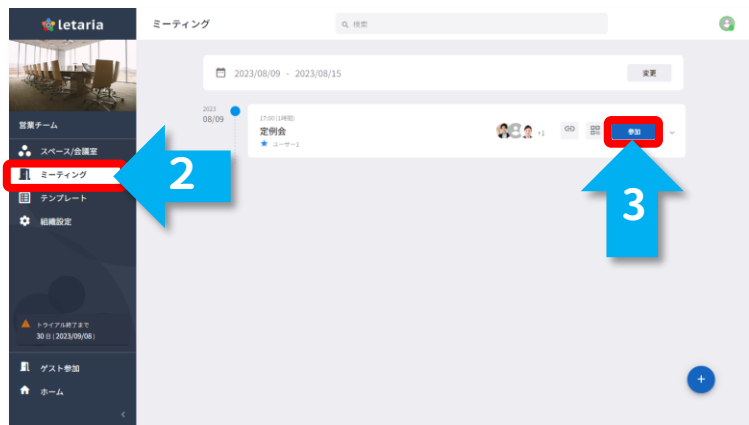 letaria
ミーティング
検索
2023/08/09 - 2023/08/15
変更
営業チーム
2023
08/09
17:00 (1時間)
定例会
ユーザー1
+1
参加
スペース/会議室
ミーティング
テンプレート
組織設定
2
3
トライアル終了まで
30 日 ( 2023/09/08 )
ゲスト参加
ホーム
+